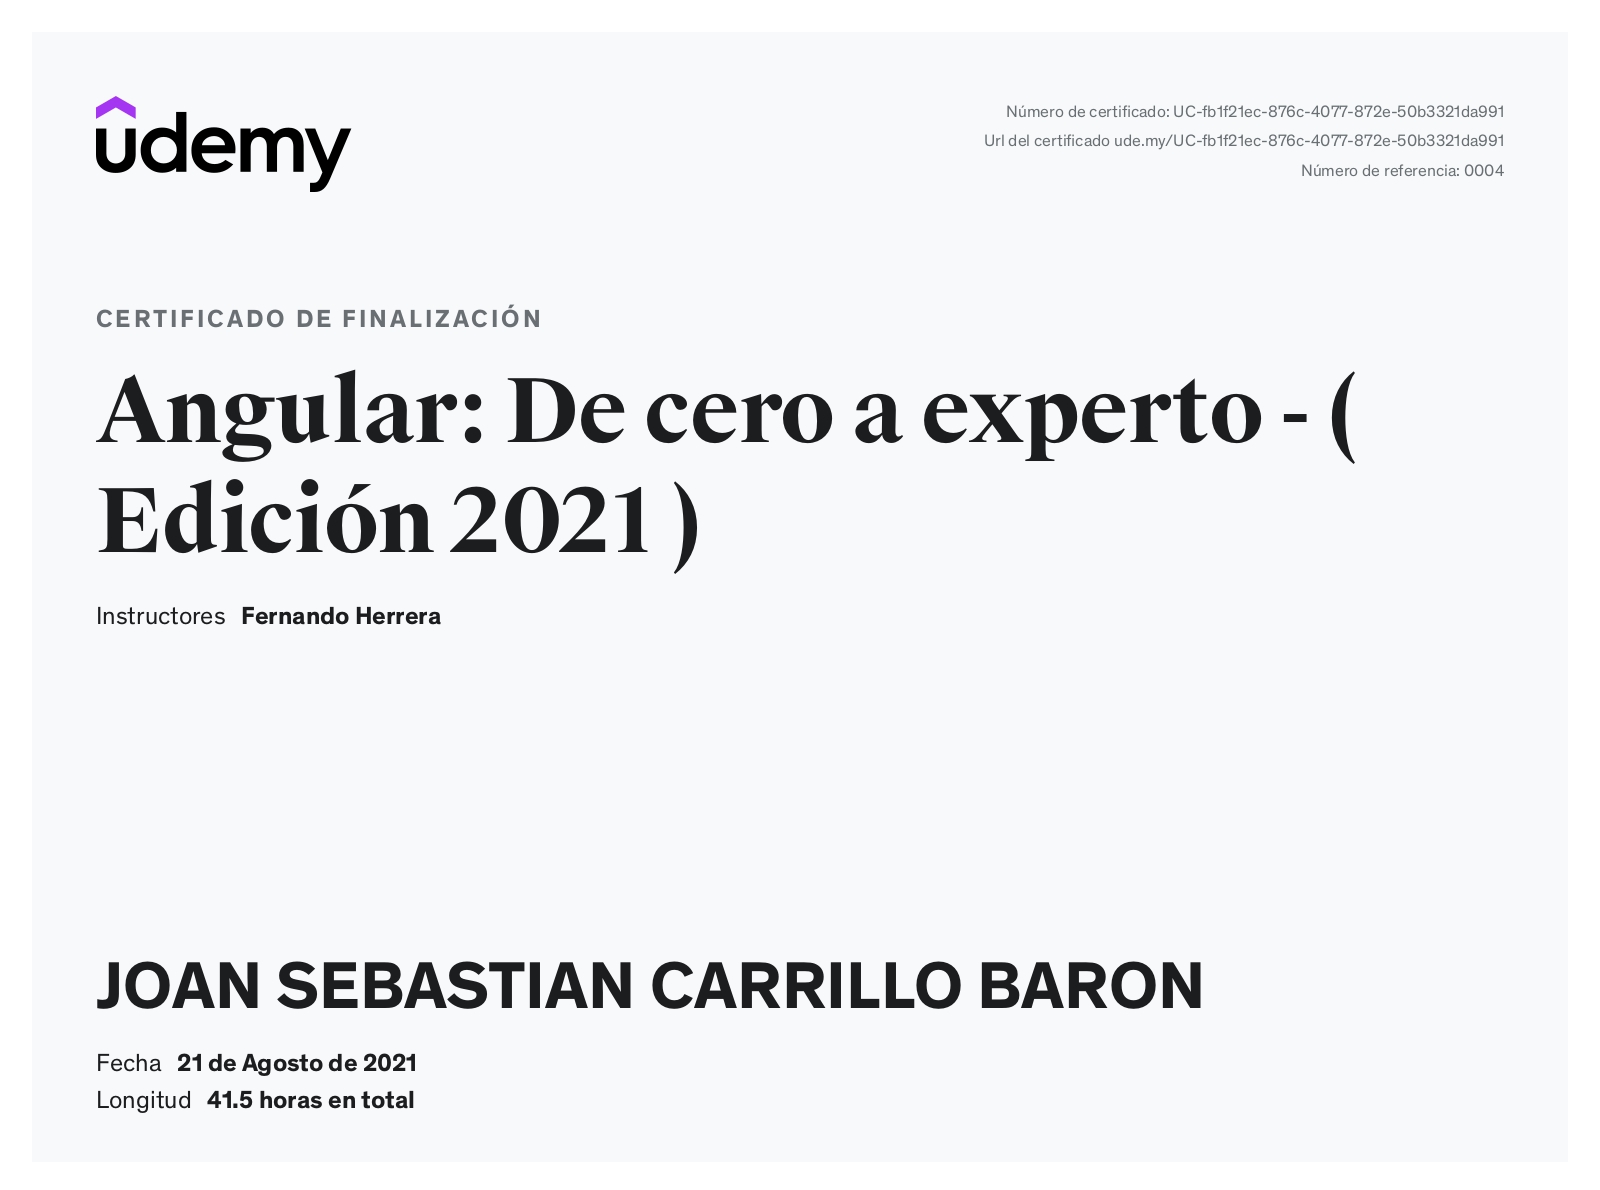 udemy
Número de certificado: UC-fb1f21ec-876c-4077-872e-50b3321da991
Url del certificado ude.my/UC-fb1f21ec-876c-4077-872e-50b3321da991
Número de referencia: 0004
CERTIFICADO DE FINALIZACIÓN
Angular: De cero a experto - (
Edición 2021 )
Instructores Fernando Herrera
JOAN SEBASTIAN CARRILLO BARON
Fecha 21 de Agosto de 2021
Longitud 41.5 horas en total